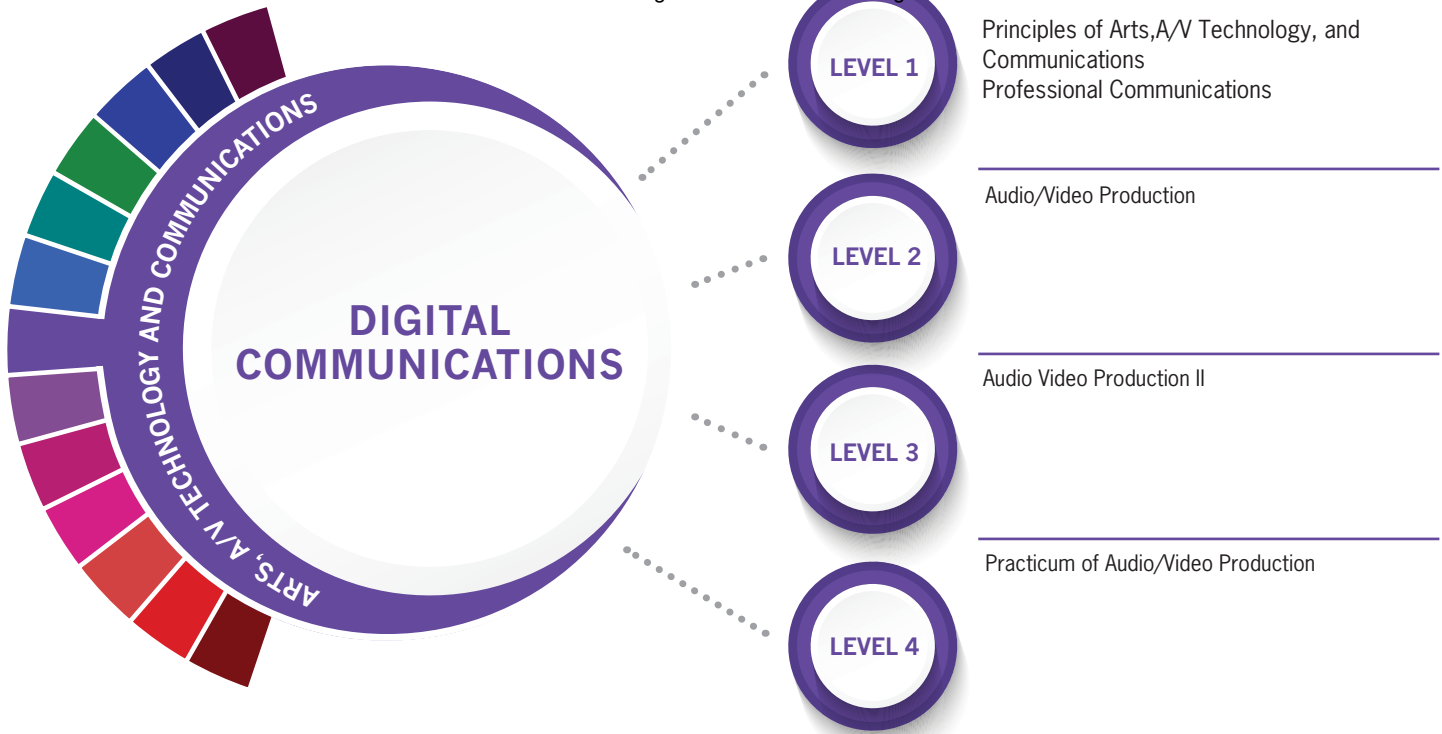 ARTS, A/V TECHNOLOGY AND COMMUNICATIONS
DIGITAL
COMMUNICATIONS
LEVEL 1
Principles of Arts,A/V Technology, and
Communications
Professional Communications
LEVEL 2
Audio/Video Production
LEVEL 3
Audio Video Production II
LEVEL 4
Practicum of Audio/Video Production